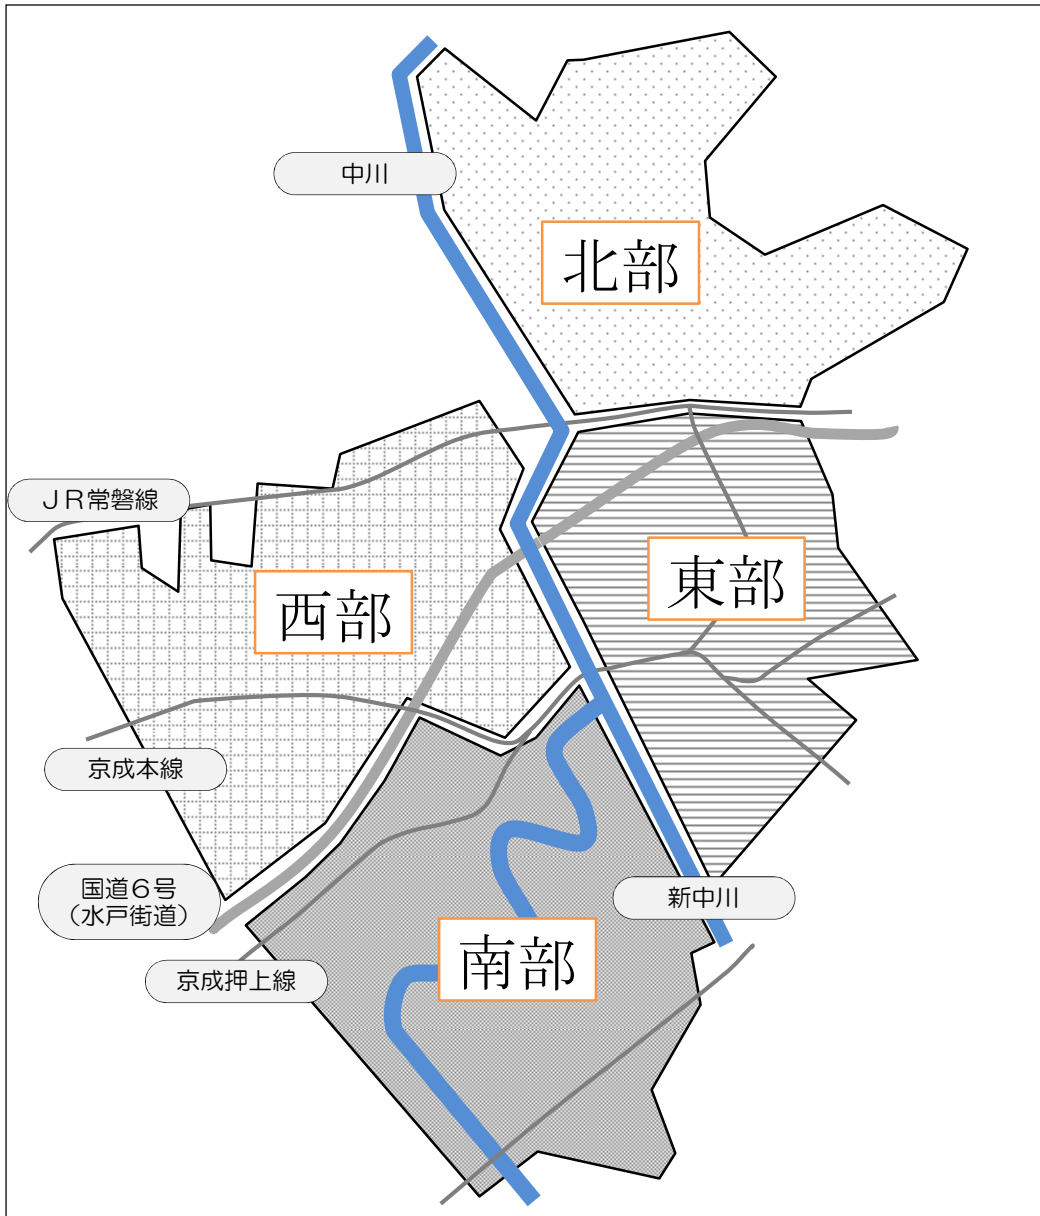 中川
北部
ＪＲ常磐線
東部
西部
京成本線
国道６号
（水戸街道）
新中川
南部
京成押上線